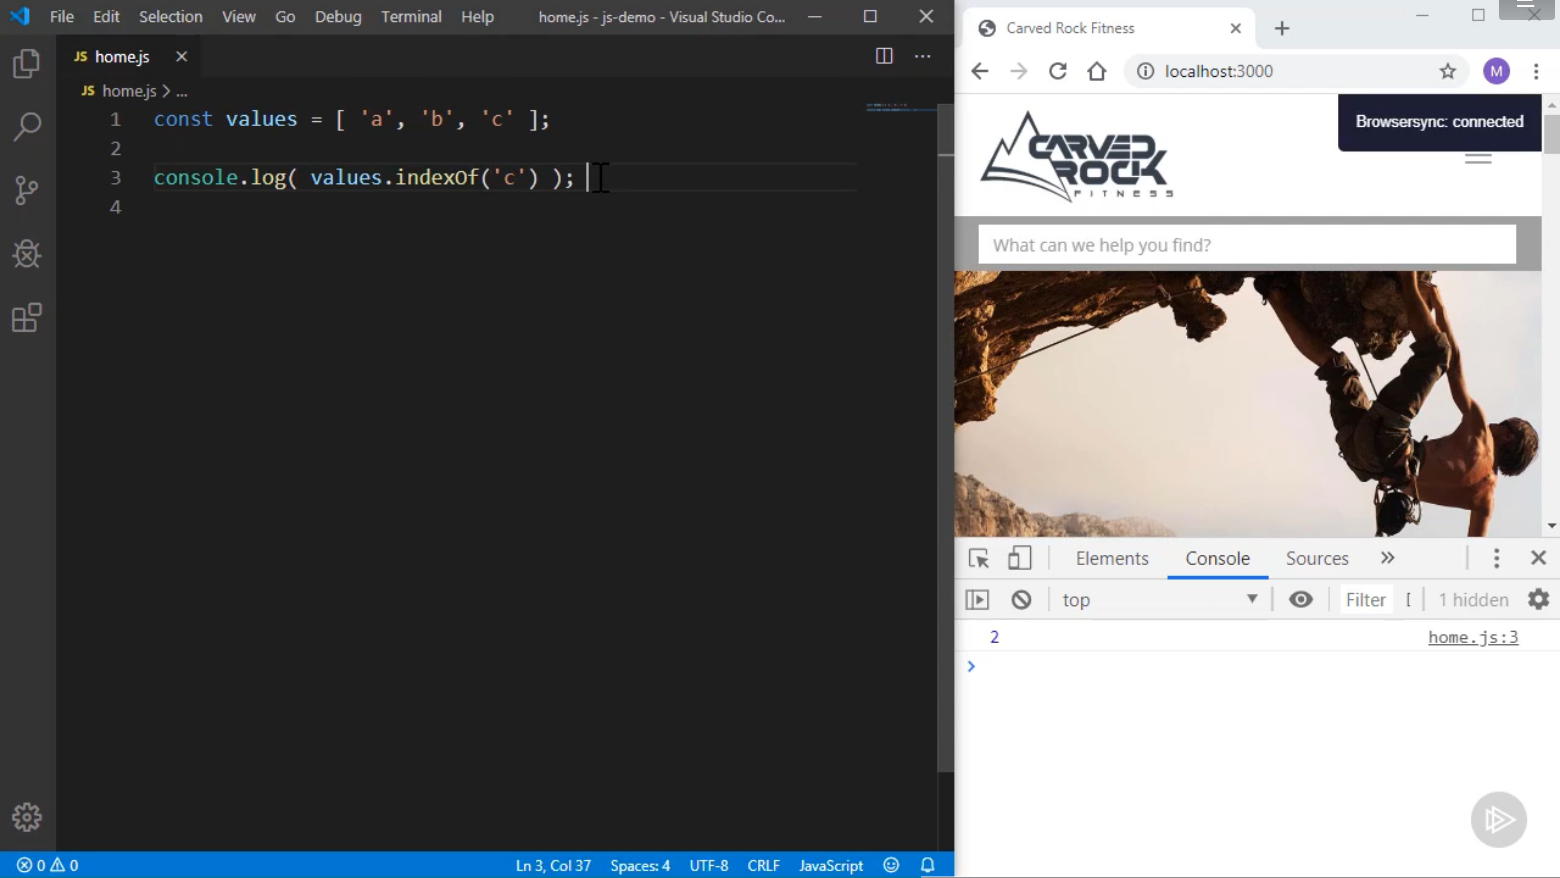 File Edit Selection View Go Debug Terminal Help home.js - js-demo - Visual Studio Co...
JS home.js
JS home.js > ...
1 const values = [ 'a', 'b', 'c' ];
2
3 console.log( values.indexOf('c') );
4
0 0 Ln 3, Col 37 Spaces: 4 UTF-8 CRLF JavaScript
Carved Rock Fitness
localhost:3000 M
Browsersync: connected
CARVED
ROCK
FITNESS
What can we help you find?
Elements Console Sources
top Filter 1 hidden
2 home.js:3